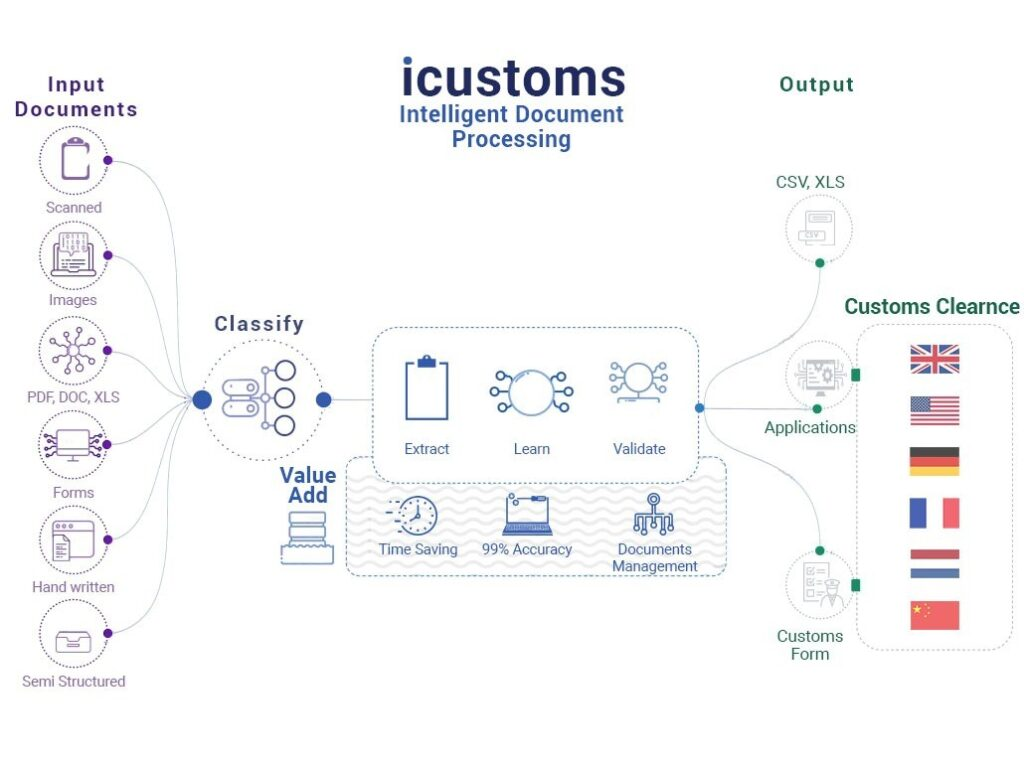 icustoms
Intelligent Document
Processing
Input
Documents
Scanned
Images
PDF, DOC, XLS
Forms
Hand written
Semi Structured
Classify
Extract
Learn
Validate
Value
Add
Time Saving
99% Accuracy
Documents
Management
Output
CSV, XLS
CSV
Applications
Customs
Form
Customs Clearnce